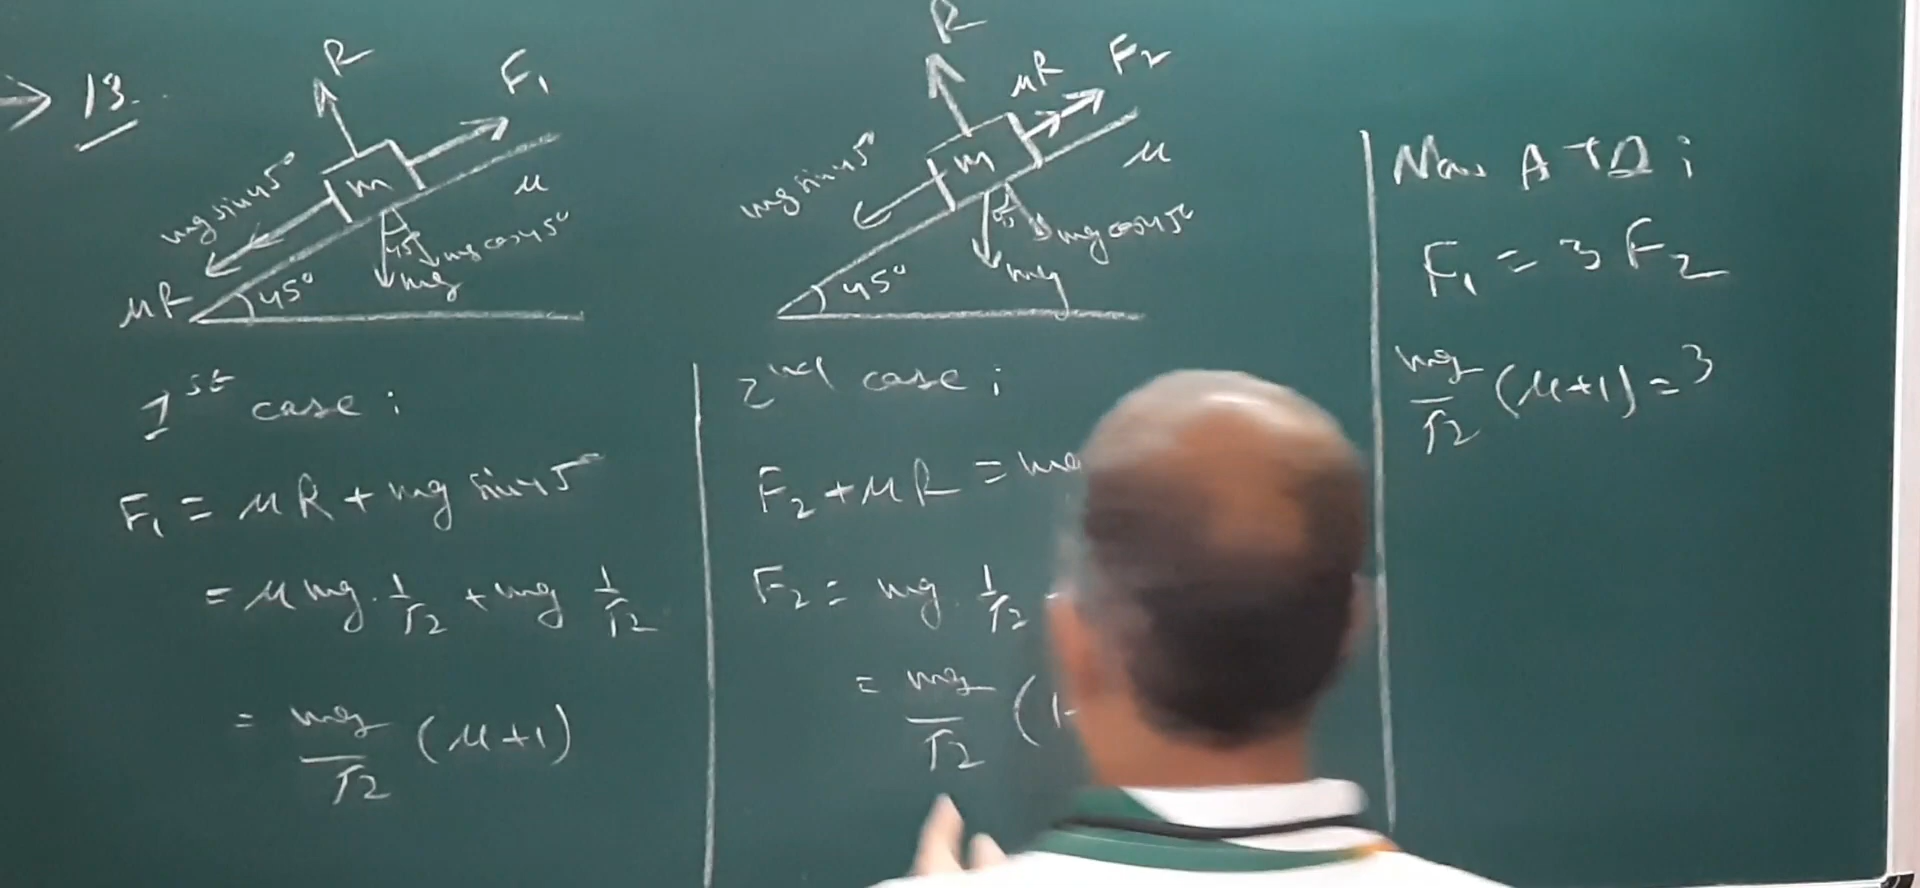 → 13.
R
F₁
mg sin45°
m
μ
45°
mg cos45°
mg
μR
45°
R
μR
F₂
mg sin45°
m
μ
mg cos45°
mg
45°
1st case :
F₁ = μR + mg sin45°
= μ mg · 1/√2 + mg 1/√2
= mg/√2 (μ+1)
2nd case ;
F₂ + μR = mg
F₂ = mg · 1/√2
= mg/√2 (1-
Now A T Q ;
F₁ = 3 F₂
mg/√2 (μ+1) = 3